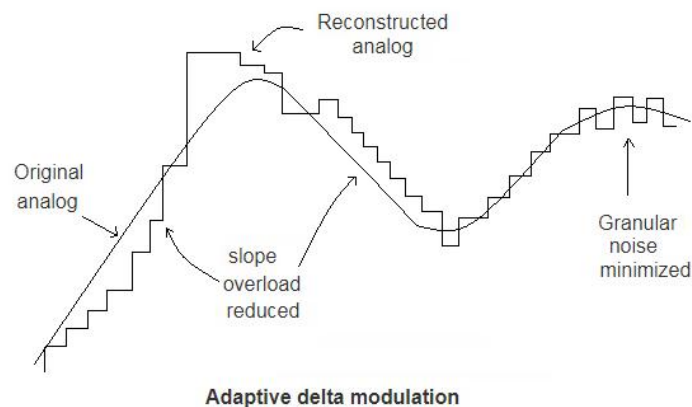 Reconstructed
analog
Original
analog
slope
overload
reduced
Granular
noise
minimized
Adaptive delta modulation